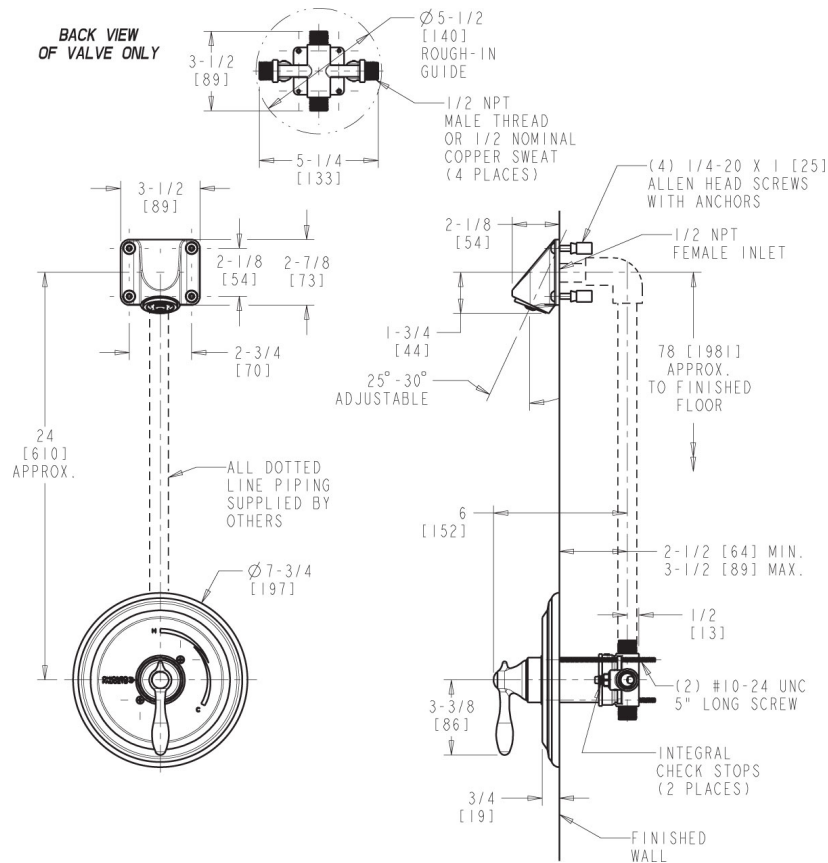 BACK VIEW
OF VALVE ONLY
3-1/2
[89]
5-1/4
[133]
Ø 5-1/2
[140]
ROUGH-IN
GUIDE
1/2 NPT
MALE THREAD
OR 1/2 NOMINAL
COPPER SWEAT
(4 PLACES)
3-1/2
[89]
2-1/8
[54]
2-7/8
[73]
2-3/4
[70]
24
[610]
APPROX.
ALL DOTTED
LINE PIPING
SUPPLIED BY
OTHERS
Ø 7-3/4
[197]
H
C
(4) 1/4-20 X 1 [25]
ALLEN HEAD SCREWS
WITH ANCHORS
2-1/8
[54]
1/2 NPT
FEMALE INLET
1-3/4
[44]
25°-30°
ADJUSTABLE
78 [1981]
APPROX.
TO FINISHED
FLOOR
6
[152]
2-1/2 [64] MIN.
3-1/2 [89] MAX.
1/2
[13]
(2) #10-24 UNC
5" LONG SCREW
3-3/8
[86]
INTEGRAL
CHECK STOPS
(2 PLACES)
3/4
[19]
FINISHED
WALL